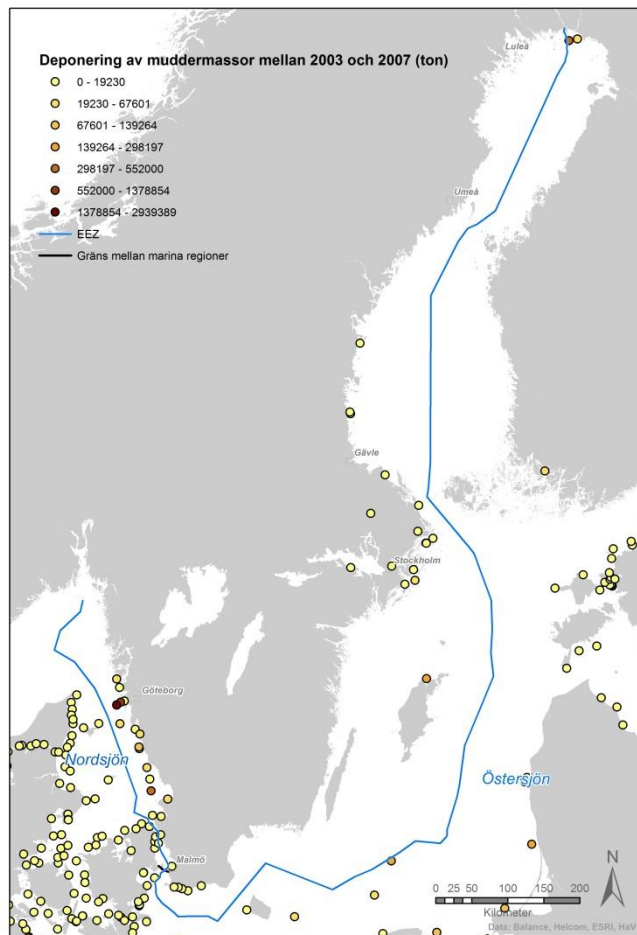 Luleå
Deponering av muddermassor mellan 2003 och 2007 (ton)
0 - 19230
19230 - 67601
67601 - 139264
139264 - 298197
298197 - 552000
552000 - 1378854
1378854 - 2939389
EEZ
Gräns mellan marina regioner
Umeå
Gävle
Stockholm
Göteborg
Nordsjön
Östersjön
Malmö
N
0 25 50 100 150 200
Kilometer
Data: Balance, Helcom, ESRI, HaV